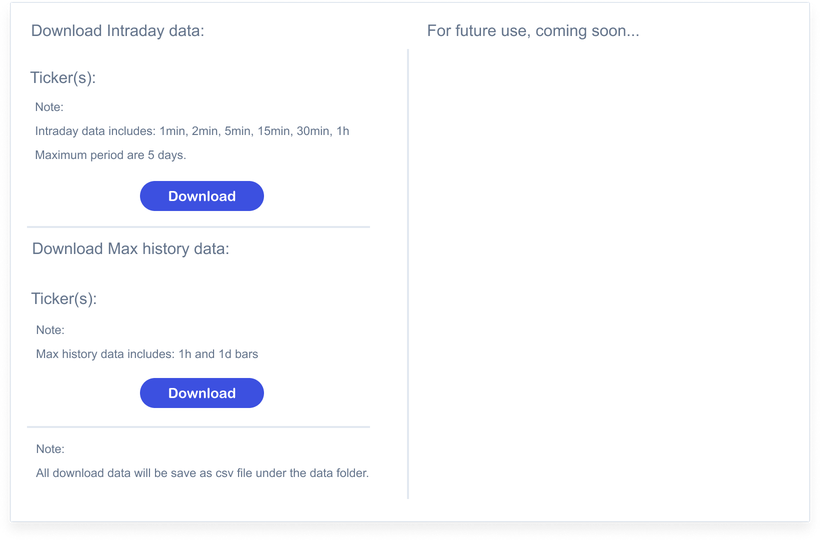 Download Intraday data:
Ticker(s):
Note:
Intraday data includes: 1min, 2min, 5min, 15min, 30min, 1h
Maximum period are 5 days.
Download
Download Max history data:
Ticker(s):
Note:
Max history data includes: 1h and 1d bars
Download
Note:
All download data will be save as csv file under the data folder.
For future use, coming soon...